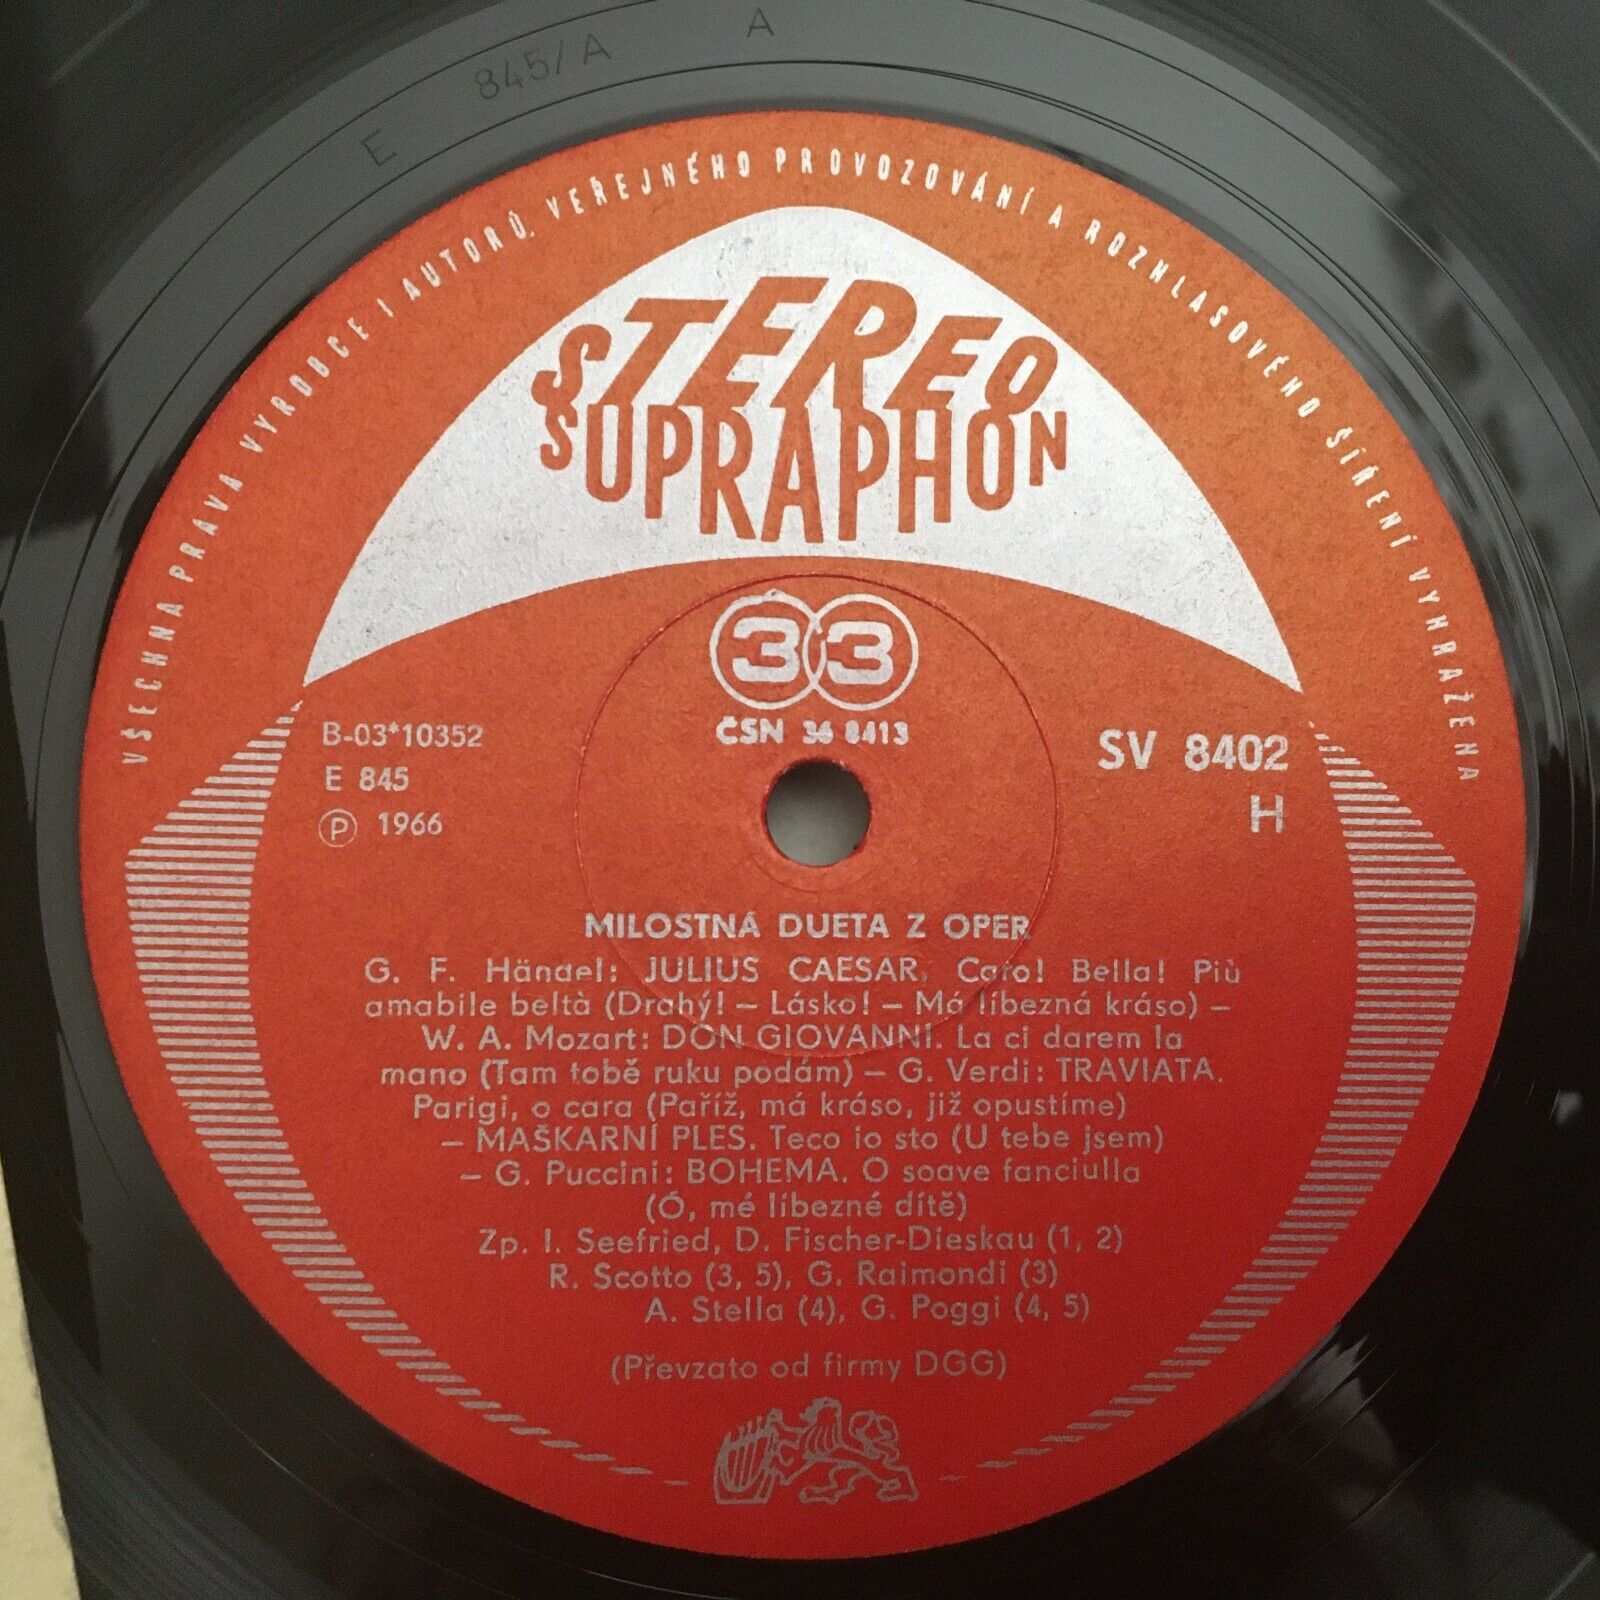 E 845/A A
VŠECHNA PRÁVA VÝROBCE I AUTORŮ, VEŘEJNÉHO PROVOZOVÁNÍ A ROZHLASOVÉHO ŠÍŘENÍ VYHRAŽENA
STEREO
SUPRAPHON
33
ČSN 36 8413
B-03*10352
E 845
Ⓟ 1966
SV 8402
H
MILOSTNÁ DUETA Z OPER
G. F. Händel: JULIUS CAESAR. Caro! Bella! Più
amabile beltà (Drahý! – Lásko! – Má líbezná kráso) –
W. A. Mozart: DON GIOVANNI. La ci darem la
mano (Tam tobě ruku podám) – G. Verdi: TRAVIATA.
Parigi, o cara (Paříž, má kráso, již opustíme)
– MAŠKARNÍ PLES. Teco io sto (U tebe jsem)
– G. Puccini: BOHEMA. O soave fanciulla
(Ó, mé líbezné dítě)
Zp. I. Seefried, D. Fischer-Dieskau (1, 2)
R. Scotto (3, 5), G. Raimondi (3)
A. Stella (4), G. Poggi (4, 5)
(Převzato od firmy DGG)